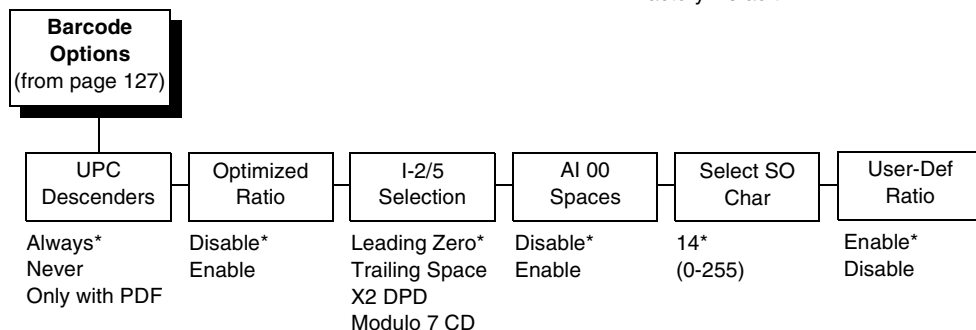 Barcode
Options
(from page 127)
UPC
Descenders
Optimized
Ratio
I-2/5
Selection
AI 00
Spaces
Select SO
Char
User-Def
Ratio
Always*
Never
Only with PDF
Disable*
Enable
Leading Zero*
Trailing Space
X2 DPD
Modulo 7 CD
Disable*
Enable
14*
(0-255)
Enable*
Disable